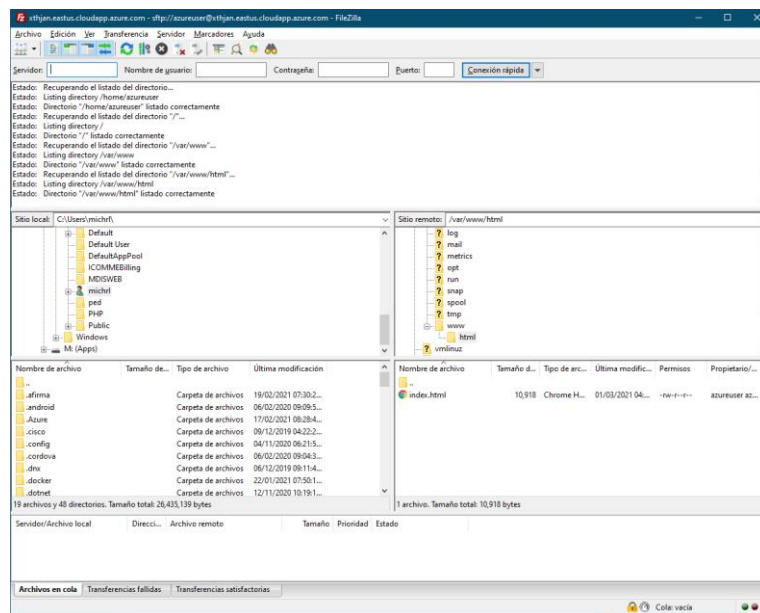 xthjan.eastus.cloudapp.azure.com - sftp://azureuser@xthjan.eastus.cloudapp.azure.com - FileZilla
Archivo Edición Ver Transferencia Servidor Marcadores Ayuda
Servidor: Nombre de usuario: Contraseña: Puerto: Conexión rápida
Estado: Recuperando el listado del directorio...
Estado: Listing directory /home/azureuser
Estado: Directorio "/home/azureuser" listado correctamente
Estado: Recuperando el listado del directorio "/"...
Estado: Listing directory /
Estado: Directorio "/" listado correctamente
Estado: Recuperando el listado del directorio "/var/www"...
Estado: Listing directory /var/www
Estado: Directorio "/var/www" listado correctamente
Estado: Recuperando el listado del directorio "/var/www/html"...
Estado: Listing directory /var/www/html
Estado: Directorio "/var/www/html" listado correctamente
Sitio local: C:\Users\michrl\
Default
Default User
DefaultAppPool
ICOMMEBilling
MDISWEB
michrl
ped
PHP
Public
Windows
M: (Apps)
Sitio remoto: /var/www/html
log
mail
metrics
opt
run
snap
spool
tmp
www
html
vmlinuz
Nombre de archivo Tamaño de... Tipo de archivo Última modificación
..
.afirma Carpeta de archivos 19/02/2021 07:30:2...
.android Carpeta de archivos 06/02/2020 09:09:5...
.Azure Carpeta de archivos 17/02/2021 08:28:4...
.cisco Carpeta de archivos 09/12/2019 04:22:2...
.config Carpeta de archivos 04/11/2020 06:21:5...
.cordova Carpeta de archivos 06/02/2020 09:04:3...
.dnx Carpeta de archivos 06/12/2019 09:11:4...
.docker Carpeta de archivos 22/01/2021 07:50:1...
.dotnet Carpeta de archivos 12/11/2020 10:19:1...
19 archivos y 48 directorios. Tamaño total: 26,435,139 bytes
Nombre de archivo Tamaño d... Tipo de arc... Última modific... Permisos Propietario/...
..
index.html 10,918 Chrome H... 01/03/2021 04:... -rw-r--r-- azureuser az...
1 archivo. Tamaño total: 10,918 bytes
Servidor/Archivo local Direcci... Archivo remoto Tamaño Prioridad Estado
Archivos en cola Transferencias fallidas Transferencias satisfactorias
Cola: vacía